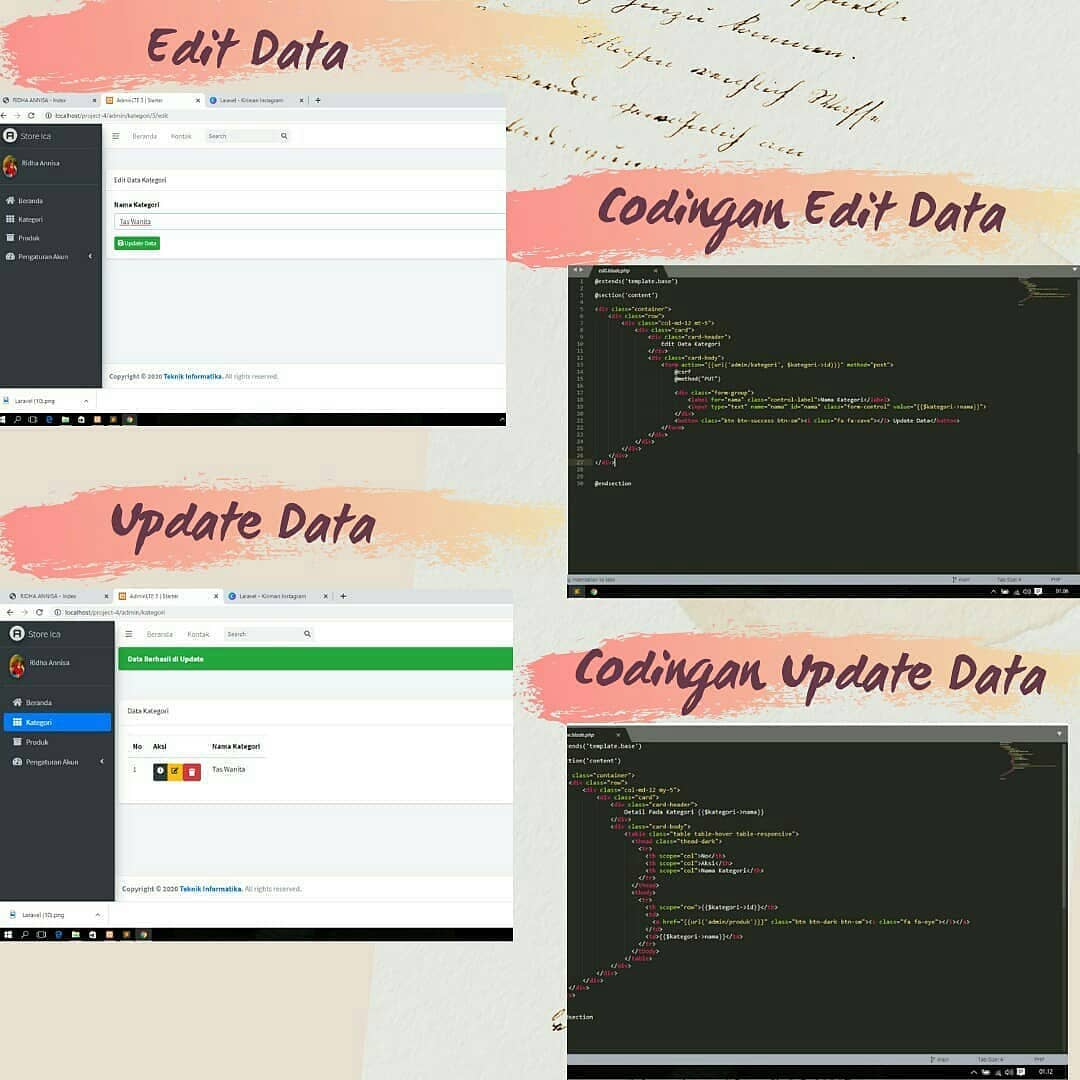 Edit Data
RIDHA ANNISA - Index
AdminLTE 3 | Starter
Laravel - Kiriman Instagram
localhost/project-4/admin/kategori/3/edit
Store Ica
Beranda
Kontak
Search
Ridha Annisa
Beranda
Kategori
Produk
Pengaturan Akun
Edit Data Kategori
Nama Kategori
Tas Wanita
Update Data
Copyright © 2020 Teknik Informatika. All rights reserved.
Laravel (10).png
Codingan Edit Data
edit.blade.php
1 @extends('template.base')
2
3 @section('content')
4
5 <div class="container">
6 <div class="row">
7 <div class="col-md-12 mt-5">
8 <div class="card">
9 <div class="card-header">
10 Edit Data Kategori
11 </div>
12 <div class="card-body">
13 <form action="{{url('admin/kategori', $kategori->id)}}" method="post">
14 @csrf
15 @method("PUT")
16
17 <div class="form-group">
18 <label for="nama" class="control-label">Nama Kategori</label>
19 <input type="text" name="nama" id="nama" class="form-control" value="{{$kategori->nama}}">
20 </div>
21 <button class="btn btn-success btn-sm"><i class="fa fa-save"></i> Update Data</button>
22 </form>
23 </div>
24 </div>
25 </div>
26 </div>
27 </div>
28
29
30 @endsection
main
Tab Size: 4
PHP
01.06
Update Data
RIDHA ANNISA - Index
AdminLTE 3 | Starter
Laravel - Kiriman Instagram
localhost/project-4/admin/kategori
Store Ica
Beranda
Kontak
Search
Ridha Annisa
Data Berhasil di Update
Beranda
Kategori
Produk
Pengaturan Akun
Data Kategori
No Aksi Nama Kategori
1 Tas Wanita
Copyright © 2020 Teknik Informatika. All rights reserved.
Laravel (10).png
Codingan Update Data
w.blade.php
ends('template.base')
tion('content')
class="container">
<div class="row">
<div class="col-md-12 my-5">
<div class="card">
<div class="card-header">
Detail Pada Kategori {{$kategori->nama}}
</div>
<div class="card-body">
<table class="table table-hover table-responsive">
<thead class="thead-dark">
<tr>
<th scope="col">No</th>
<th scope="col">Aksi</th>
<th scope="col">Nama Kategori</th>
</tr>
</thead>
<tbody>
<tr>
<th scope="row">{{$kategori->id}}</th>
<td>
<a href="{{url('admin/produk')}}" class="btn btn-dark btn-sm"><i class="fa fa-eye"></i></a>
</td>
<td>{{$kategori->nama}}</td>
</tr>
</tbody>
</table>
</div>
</div>
</div>
section
main
Tab Size: 4
PHP
01.12